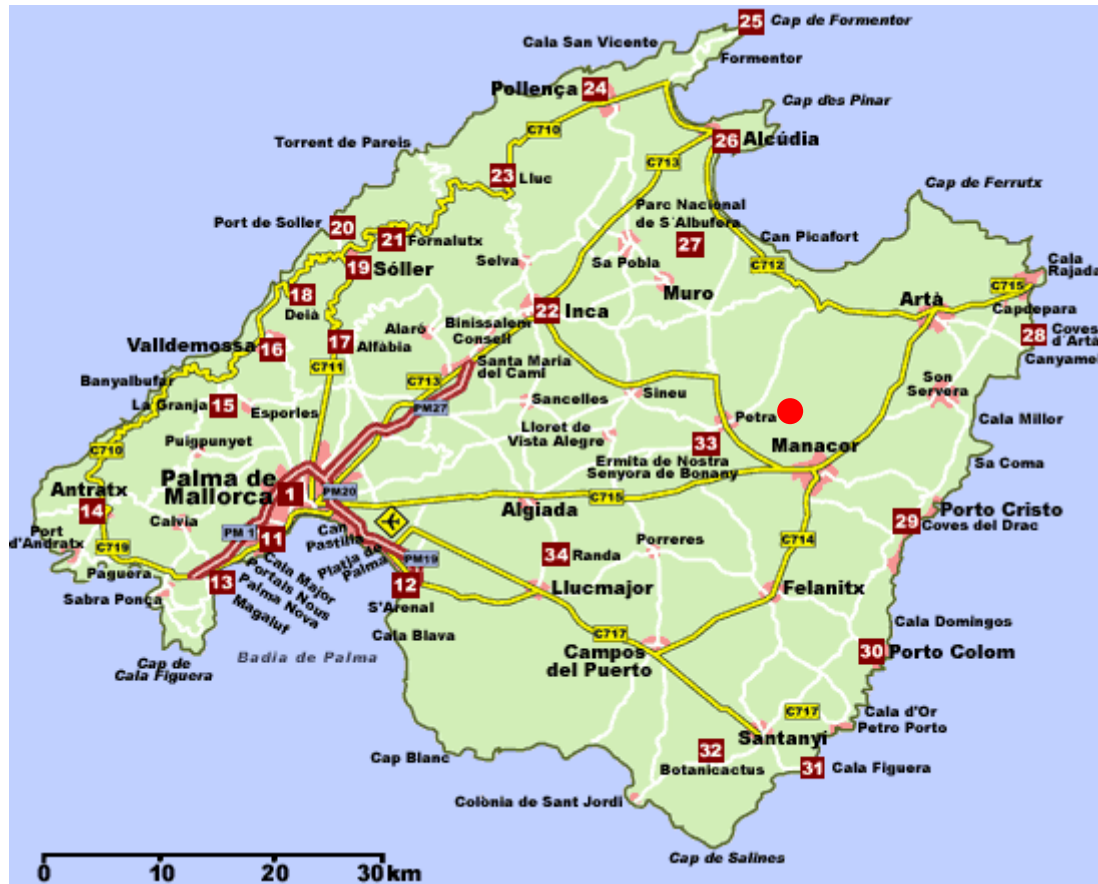 25 Cap de Formentor
Cala San Vicente
Formentor
Pollença 24
Cap des Pinar
C710
Torrent de Pareis
26 Alcúdia
C713
23 Lluc
Cap de Ferrutx
Parc Nacional
de S´Albufera
Port de Soller 20
21 Fornalutx
27
Can Picafort
Selva
Sa Pobla
19 Sóller
C712
Cala
Rajada
18
Deià
Muro
C715
Artà
Capdepara
22 Inca
Binissalem
Consell
Alaró
28 Coves
d'Artà
Canyamel
Valldemossa 16
17 Alfàbia
Santa Maria
del Cami
C711
C713
Banyalbufar
Son
Servera
La Granja 15
Esporles
PM27
Sancelles
Sineu
Petra
Cala Millor
Lloret de
Vista Alegre
33
Manacor
Puigpunyet
C710
Ermita de Nostra
Senyora de Bonany
Sa Coma
Palma de
Mallorca 1
PM20
Antratx
14
C715
Algiada
Porto Cristo
29 Coves del Drac
Calvia
Port
d'Andratx
PM 1
11
Can
Pastilla
Platja de
Palma
C714
C719
PM19
34 Randa
Porreres
Paguera
13
Cala Major
Portals Nous
Palma Nova
Magaluf
12
S'Arenal
Llucmajor
Felanitx
Sabra Ponça
Cala Blava
C717
Cala Domingos
Campos
del Puerto
30 Porto Colom
Cap de
Cala Figuera
Badia de Palma
C717
Cala d'Or
Petro Porto
Santanyí
Cap Blanc
32
Botanicactus
31 Cala Figuera
Colònia de Sant Jordi
Cap de Salines
0 10 20 30 km